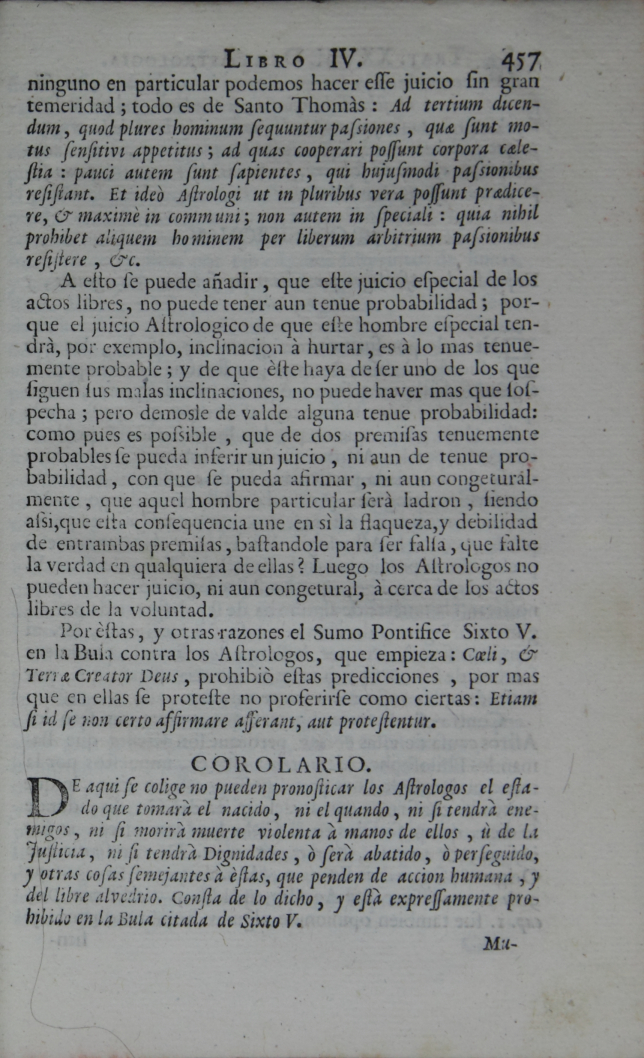 LIBRO IV. 457
ninguno en particular podemos hacer eſſe juicio ſin gran
temeridad; todo es de Santo Thomàs: Ad tertium dicen-
dum, quod plures hominum ſequuntur paſsiones, quæ ſunt mo-
tus ſenſitivi appetitus; ad quas cooperari poſſunt corpora cæle-
ſtia: pauci autem ſunt ſapientes, qui hujuſmodi paſsionibus
reſiſtant. Et ideò Aſtrologi ut in pluribus vera poſſunt prædice-
re, & maximè in communi; non autem in ſpeciali: quia nihil
prohibet aliquem hominem per liberum arbitrium paſsionibus
reſiſtere, &c.
A eſto ſe puede añadir, que eſte juicio eſpecial de los
actos libres, no puede tener aun tenue probabilidad; por-
que el juicio Aſtrologico de que eſte hombre eſpecial ten-
drà, por exemplo, inclinacion à hurtar, es à lo mas tenue-
mente probable; y de que èſte haya de ſer uno de los que
ſiguen ſus malas inclinaciones, no puede haver mas que ſoſ-
pecha; pero demosle de valde alguna tenue probabilidad:
como pues es poſsible, que de dos premiſas tenuemente
probables ſe pueda inferir un juicio, ni aun de tenue pro-
babilidad, con que ſe pueda afirmar, ni aun congetural-
mente, que aquel hombre particular ſerà ladron, ſiendo
aſsi, que eſta conſequencia une en sì la flaqueza, y debilidad
de entrambas premiſas, baſtandole para ſer falſa, que falte
la verdad en qualquiera de ellas? Luego los Aſtrologos no
pueden hacer juicio, ni aun congetural, à cerca de los actos
libres de la voluntad.
Por èſtas, y otras razones el Sumo Pontifice Sixto V.
en la Bula contra los Aſtrologos, que empieza: Cœli, &
Terræ Creator Deus, prohibiò eſtas predicciones, por mas
que en ellas ſe proteſte no proferirſe como ciertas: Etiam
ſi id ſe non certo affirmare aſſerant, aut proteſtentur.
COROLARIO.
DE aqui ſe colige no pueden pronoſticar los Aſtrologos el eſta-
do que tomarà el nacido, ni el quando, ni ſi tendrà ene-
migos, ni ſi morirà muerte violenta à manos de ellos, ù de la
Juſticia, ni ſi tendrà Dignidades, ò ſerà abatido, ò perſeguido,
y otras coſas ſemejantes à èſtas, que penden de accion humana, y
del libre alvedrio. Conſta de lo dicho, y eſtà expreſſamente pro-
hibido en la Bula citada de Sixto V.
Mu-